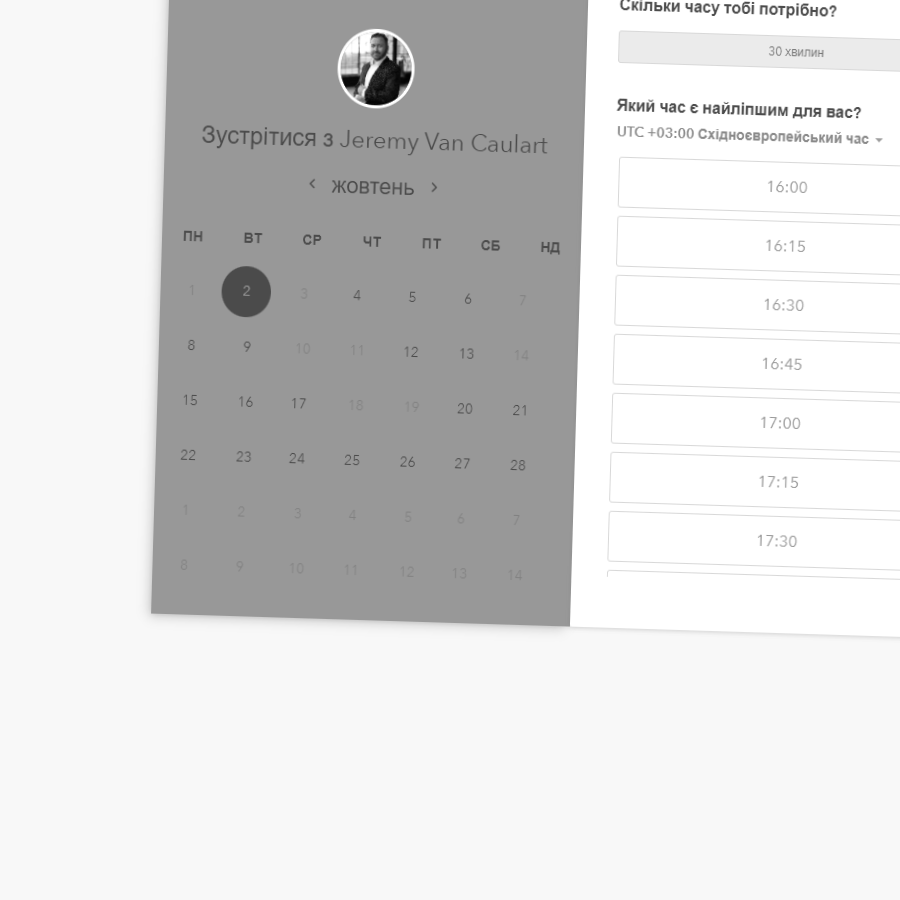 Зустрітися з Jeremy Van Caulart
‹ жовтень ›
ПН ВТ СР ЧТ ПТ СБ НД
1 2 3 4 5 6 7
8 9 10 11 12 13 14
15 16 17 18 19 20 21
22 23 24 25 26 27 28
1 2 3 4 5 6 7
8 9 10 11 12 13 14
Скільки часу тобі потрібно?
30 хвилин
Який час є найліпшим для вас?
UTC +03:00 Східноєвропейський час
16:00
16:15
16:30
16:45
17:00
17:15
17:30